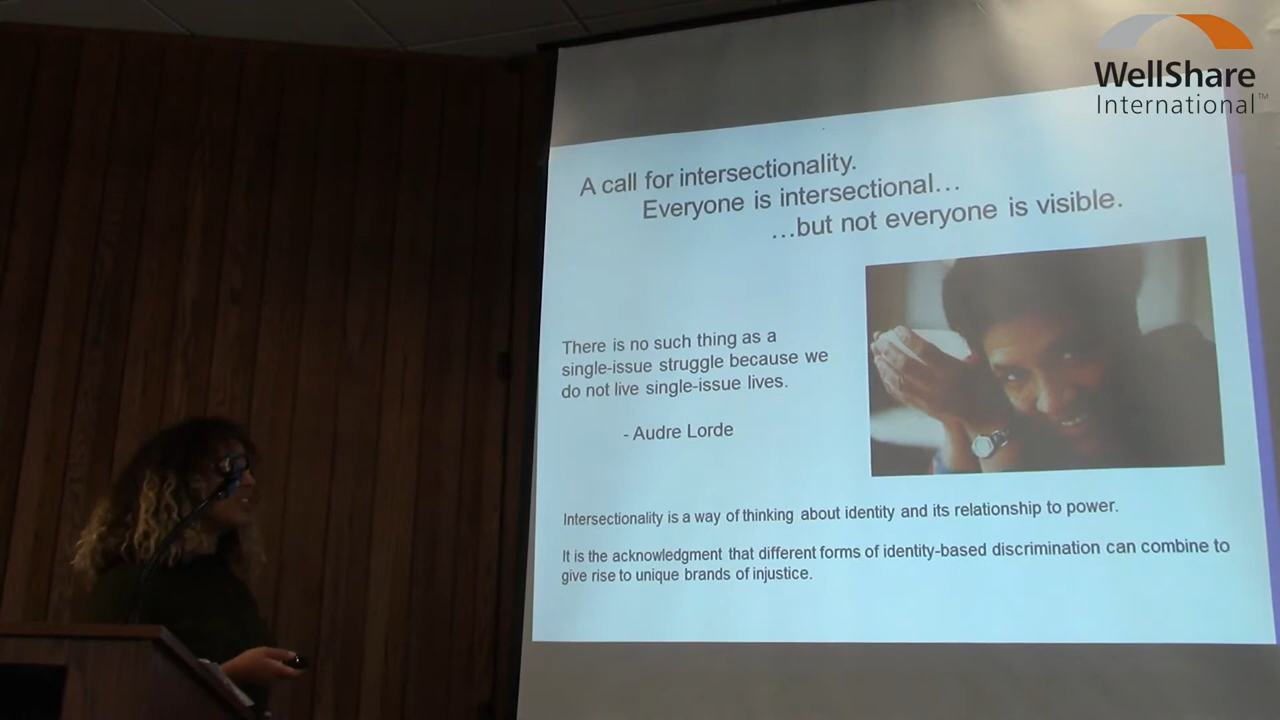 WellShare
International™
A call for intersectionality.
Everyone is intersectional…
…but not everyone is visible.
There is no such thing as a
single-issue struggle because we
do not live single-issue lives.
- Audre Lorde
Intersectionality is a way of thinking about identity and its relationship to power.
It is the acknowledgment that different forms of identity-based discrimination can combine to
give rise to unique brands of injustice.